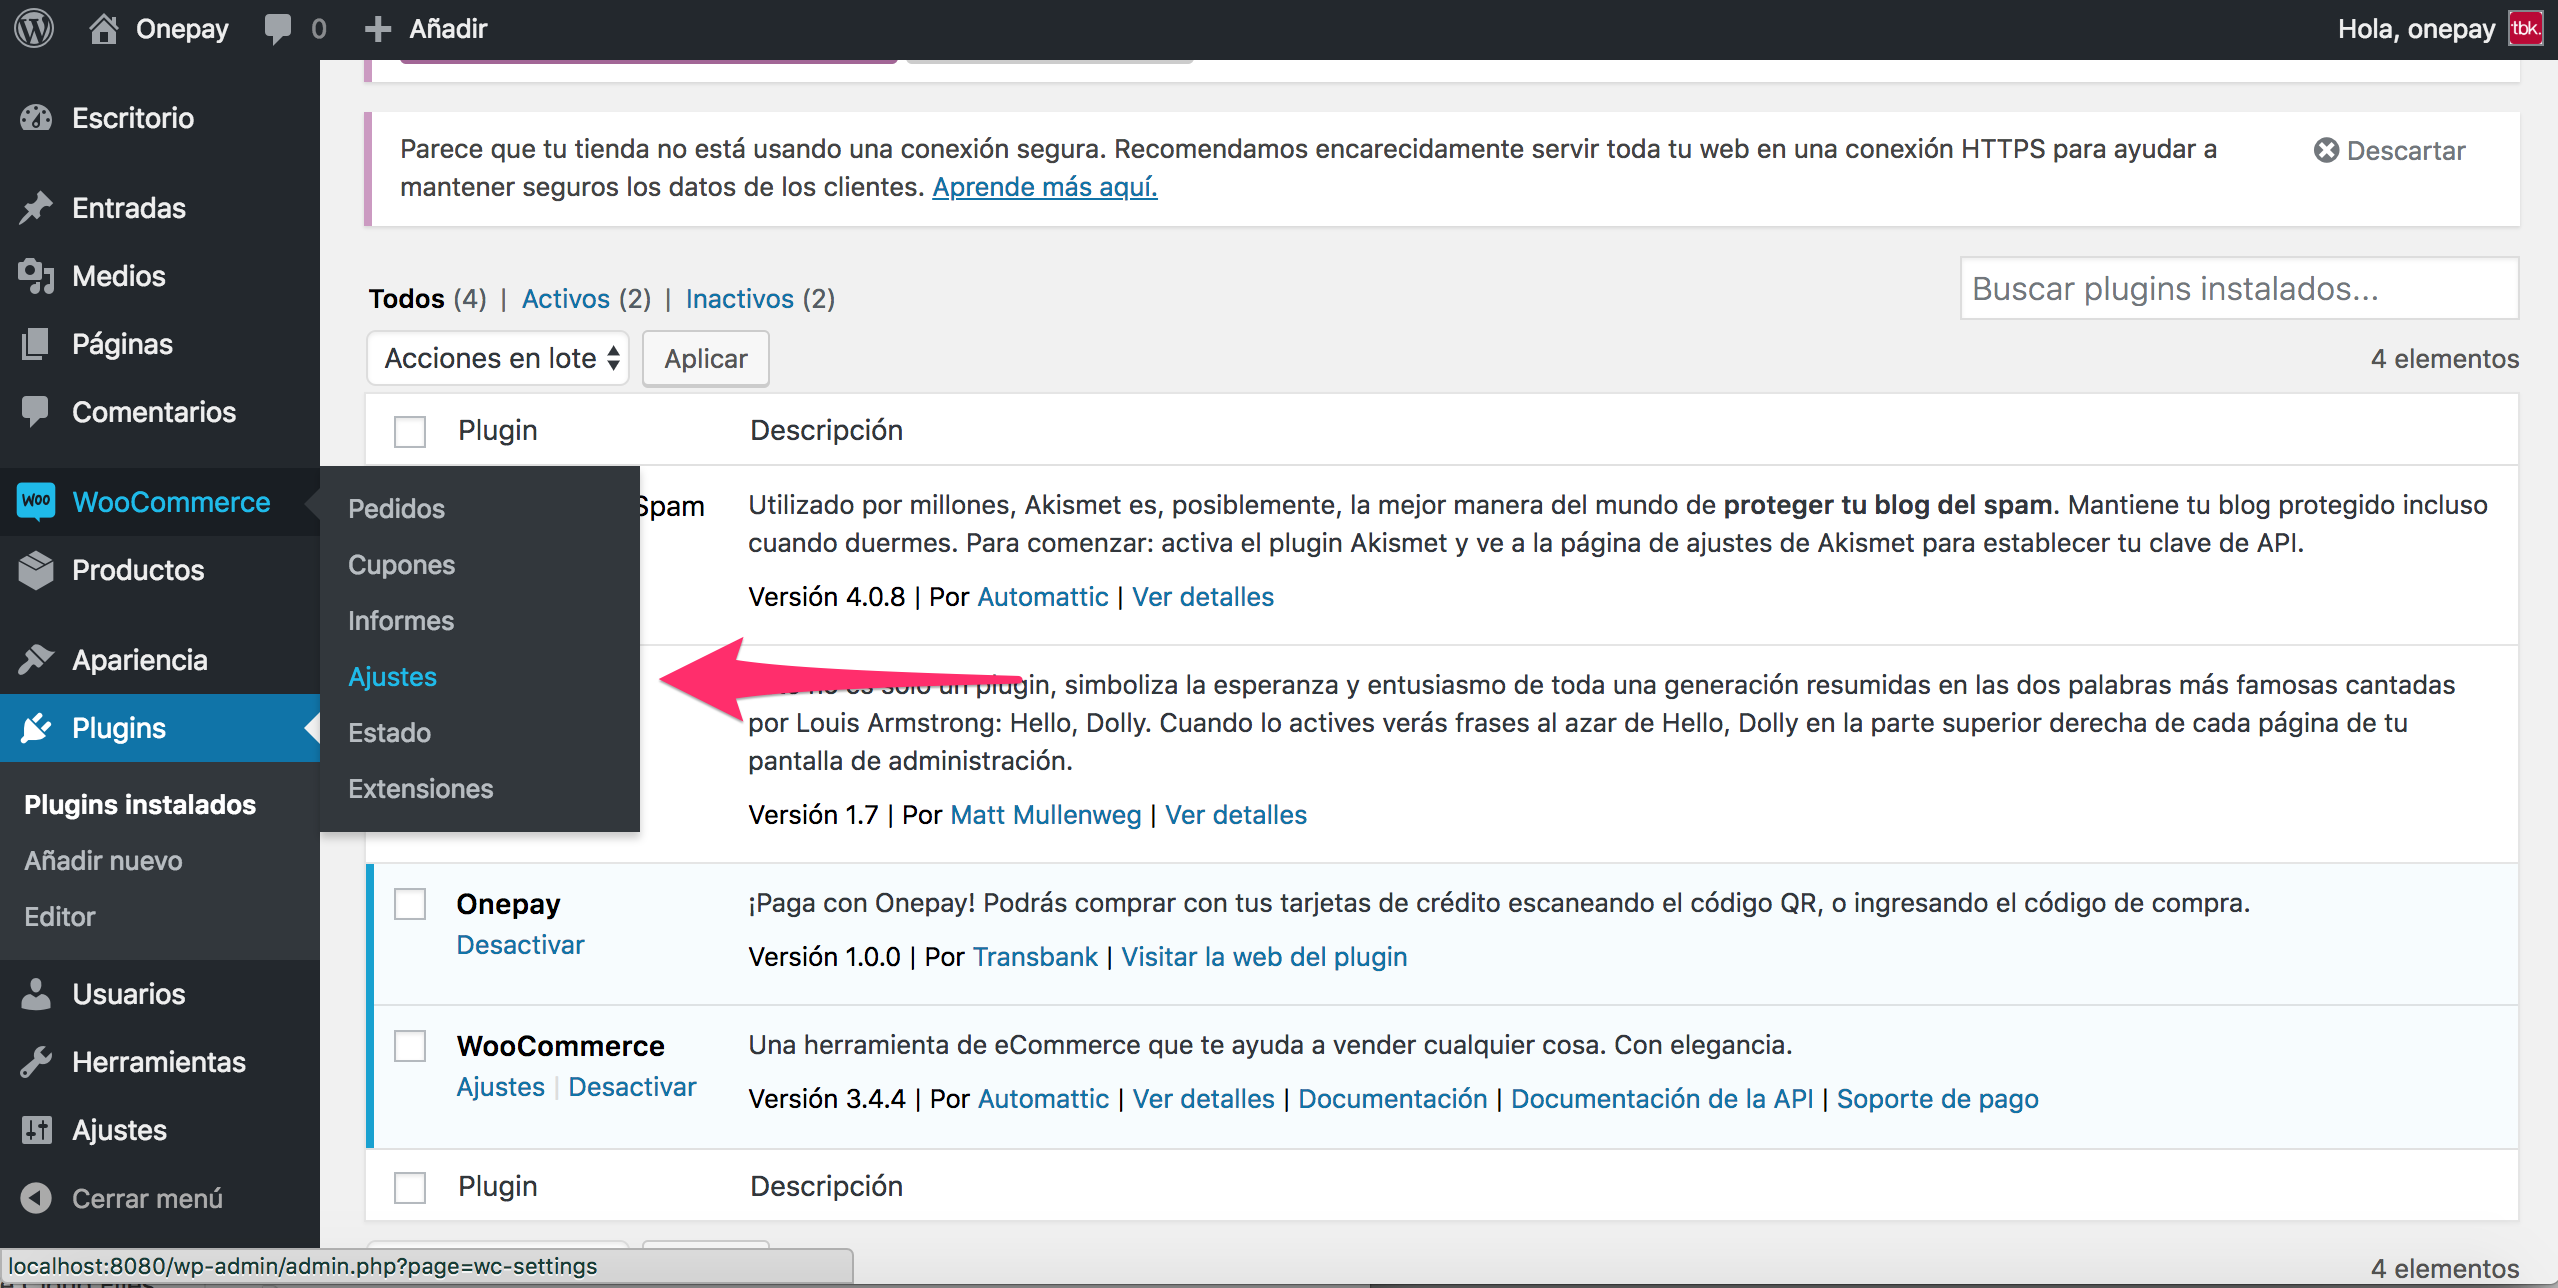 Onepay 0 Añadir
Hola, onepay tbk.
Escritorio
Entradas
Medios
Páginas
Comentarios
WooCommerce
Productos
Apariencia
Plugins
Plugins instalados
Añadir nuevo
Editor
Usuarios
Herramientas
Ajustes
Cerrar menú
Pedidos
Cupones
Informes
Ajustes
Estado
Extensiones
Parece que tu tienda no está usando una conexión segura. Recomendamos encarecidamente servir toda tu web en una conexión HTTPS para ayudar a
mantener seguros los datos de los clientes. Aprende más aquí.
Descartar
Todos (4) | Activos (2) | Inactivos (2)
Buscar plugins instalados...
Acciones en lote Aplicar
4 elementos
Plugin Descripción
Spam
Utilizado por millones, Akismet es, posiblemente, la mejor manera del mundo de proteger tu blog del spam. Mantiene tu blog protegido incluso
cuando duermes. Para comenzar: activa el plugin Akismet y ve a la página de ajustes de Akismet para establecer tu clave de API.
Versión 4.0.8 | Por Automattic | Ver detalles
no es solo un plugin, simboliza la esperanza y entusiasmo de toda una generación resumidas en las dos palabras más famosas cantadas
por Louis Armstrong: Hello, Dolly. Cuando lo actives verás frases al azar de Hello, Dolly en la parte superior derecha de cada página de tu
pantalla de administración.
Versión 1.7 | Por Matt Mullenweg | Ver detalles
Onepay
Desactivar
¡Paga con Onepay! Podrás comprar con tus tarjetas de crédito escaneando el código QR, o ingresando el código de compra.
Versión 1.0.0 | Por Transbank | Visitar la web del plugin
WooCommerce
Ajustes | Desactivar
Una herramienta de eCommerce que te ayuda a vender cualquier cosa. Con elegancia.
Versión 3.4.4 | Por Automattic | Ver detalles | Documentación | Documentación de la API | Soporte de pago
Plugin Descripción
4 elementos
localhost:8080/wp-admin/admin.php?page=wc-settings